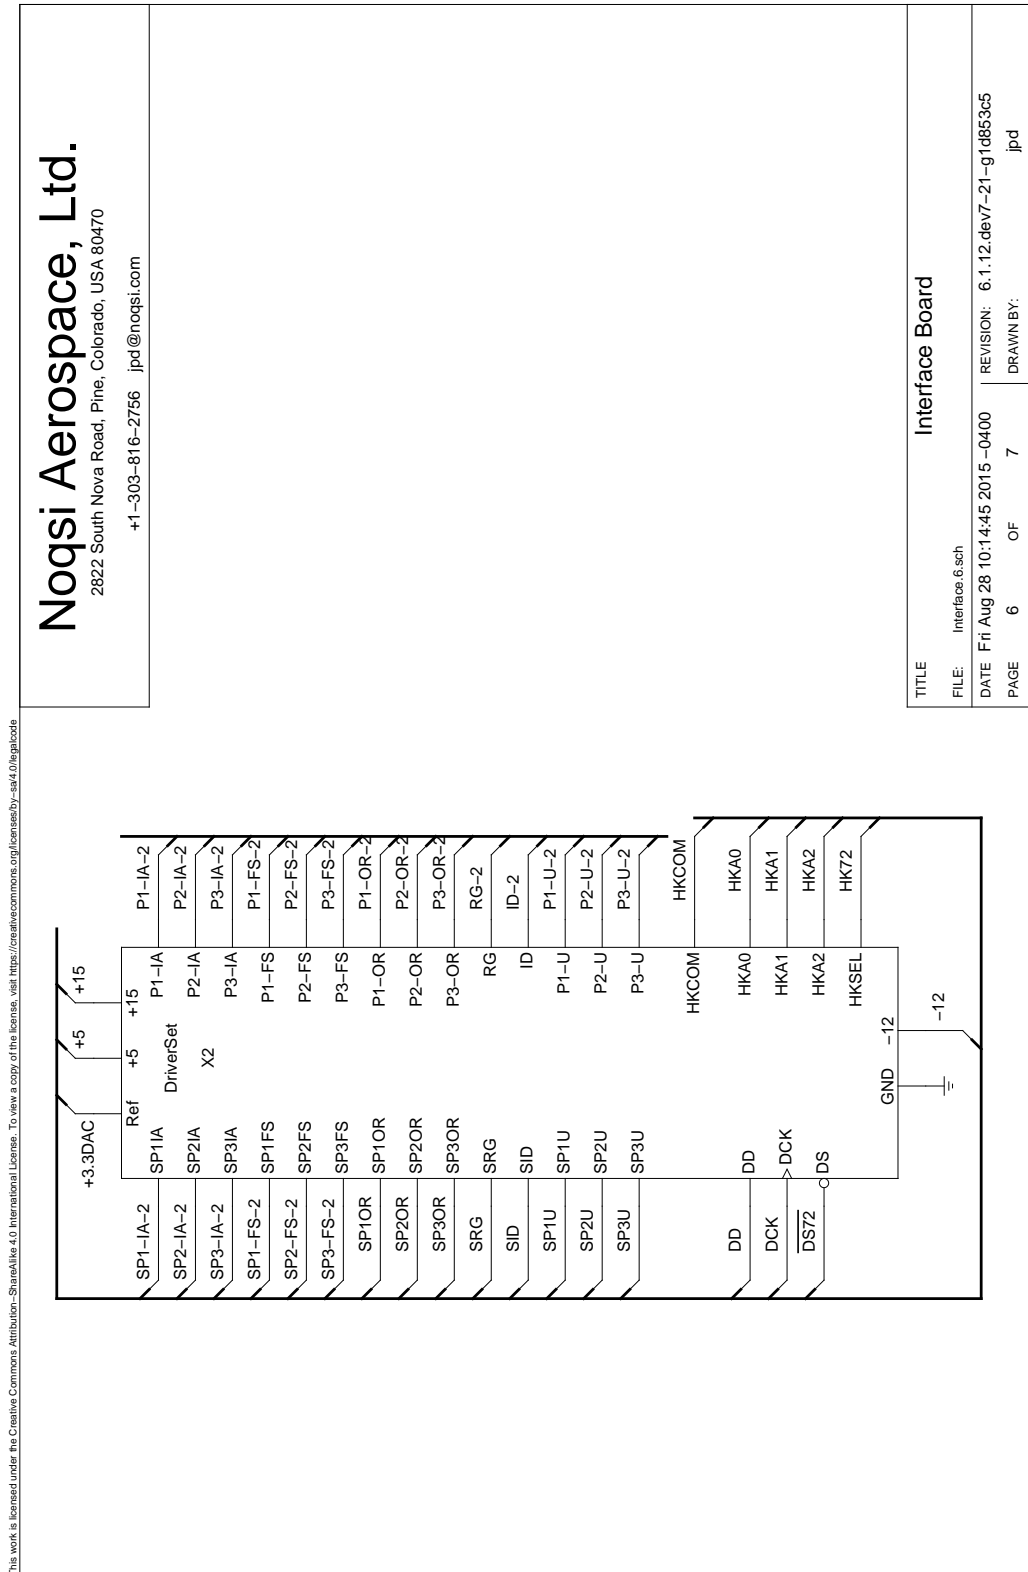 Noqsi Aerospace, Ltd.
2822 South Nova Road, Pine, Colorado, USA 80470
+1−303−816−2756 jpd@noqsi.com
This work is licensed under the Creative Commons Attribution−ShareAlike 4.0 International License. To view a copy of the license, visit https://creativecommons.org/licenses/by−sa/4.0/legalcode
+3.3DAC
+5
+15
Ref
+5
+15
DriverSet
X2
SP1−IA−2 SP1IA P1−IA P1−IA−2
SP2−IA−2 SP2IA P2−IA P2−IA−2
SP3−IA−2 SP3IA P3−IA P3−IA−2
SP1−FS−2 SP1FS P1−FS P1−FS−2
SP2−FS−2 SP2FS P2−FS P2−FS−2
SP3−FS−2 SP3FS P3−FS P3−FS−2
SP1OR SP1OR P1−OR P1−OR−2
SP2OR SP2OR P2−OR P2−OR−2
SP3OR SP3OR P3−OR P3−OR−2
SRG SRG RG RG−2
SID SID ID ID−2
SP1U SP1U P1−U P1−U−2
SP2U SP2U P2−U P2−U−2
SP3U SP3U P3−U P3−U−2
HKCOM HKCOM
DD DD HKA0 HKA0
DCK DCK HKA1 HKA1
DS72 DS HKA2 HKA2
HKSEL HK72
GND −12
−12
TITLE
Interface Board
FILE: Interface.6.sch
DATE Fri Aug 28 10:14:45 2015 −0400 REVISION: 6.1.12.dev7−21−g1d853c5
PAGE 6 OF 7 DRAWN BY: jpd